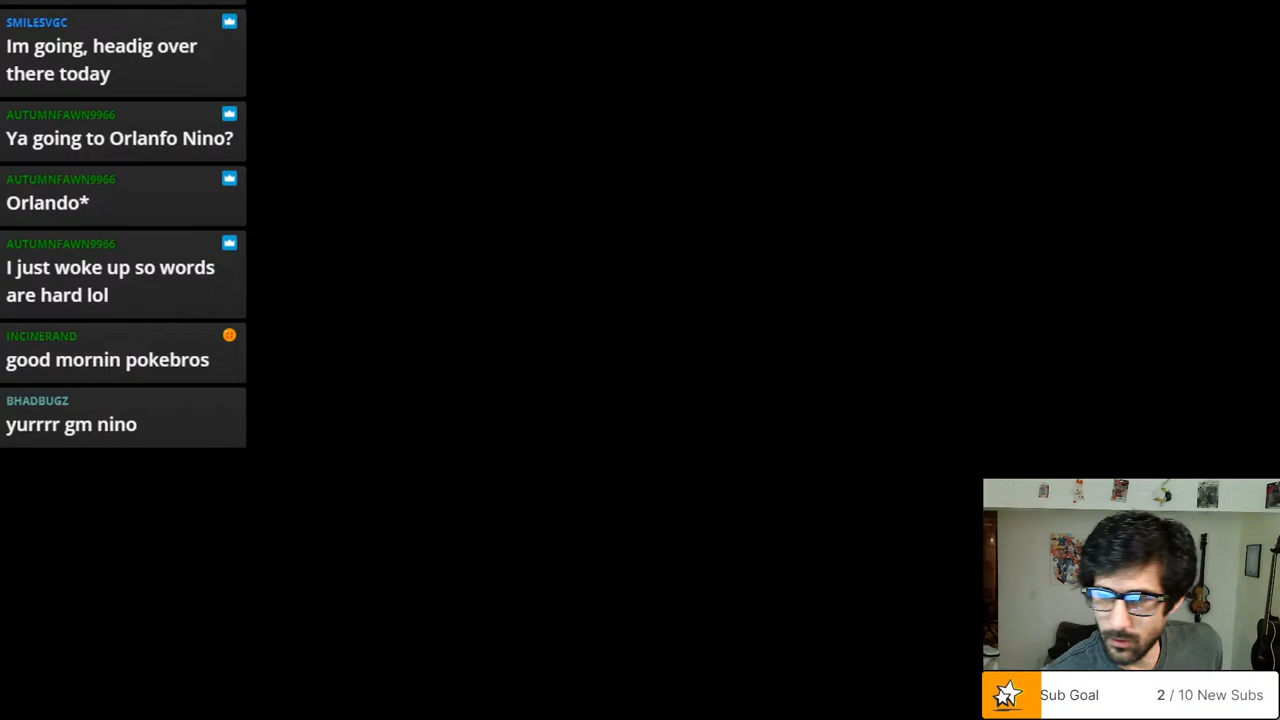 SMILESVGC
Im going, headig over
there today
AUTUMNFAWN9966
Ya going to Orlanfo Nino?
AUTUMNFAWN9966
Orlando*
AUTUMNFAWN9966
I just woke up so words
are hard lol
INCINERAND
good mornin pokebros
BHADBUGZ
yurrrr gm nino
Sub Goal 2 / 10 New Subs